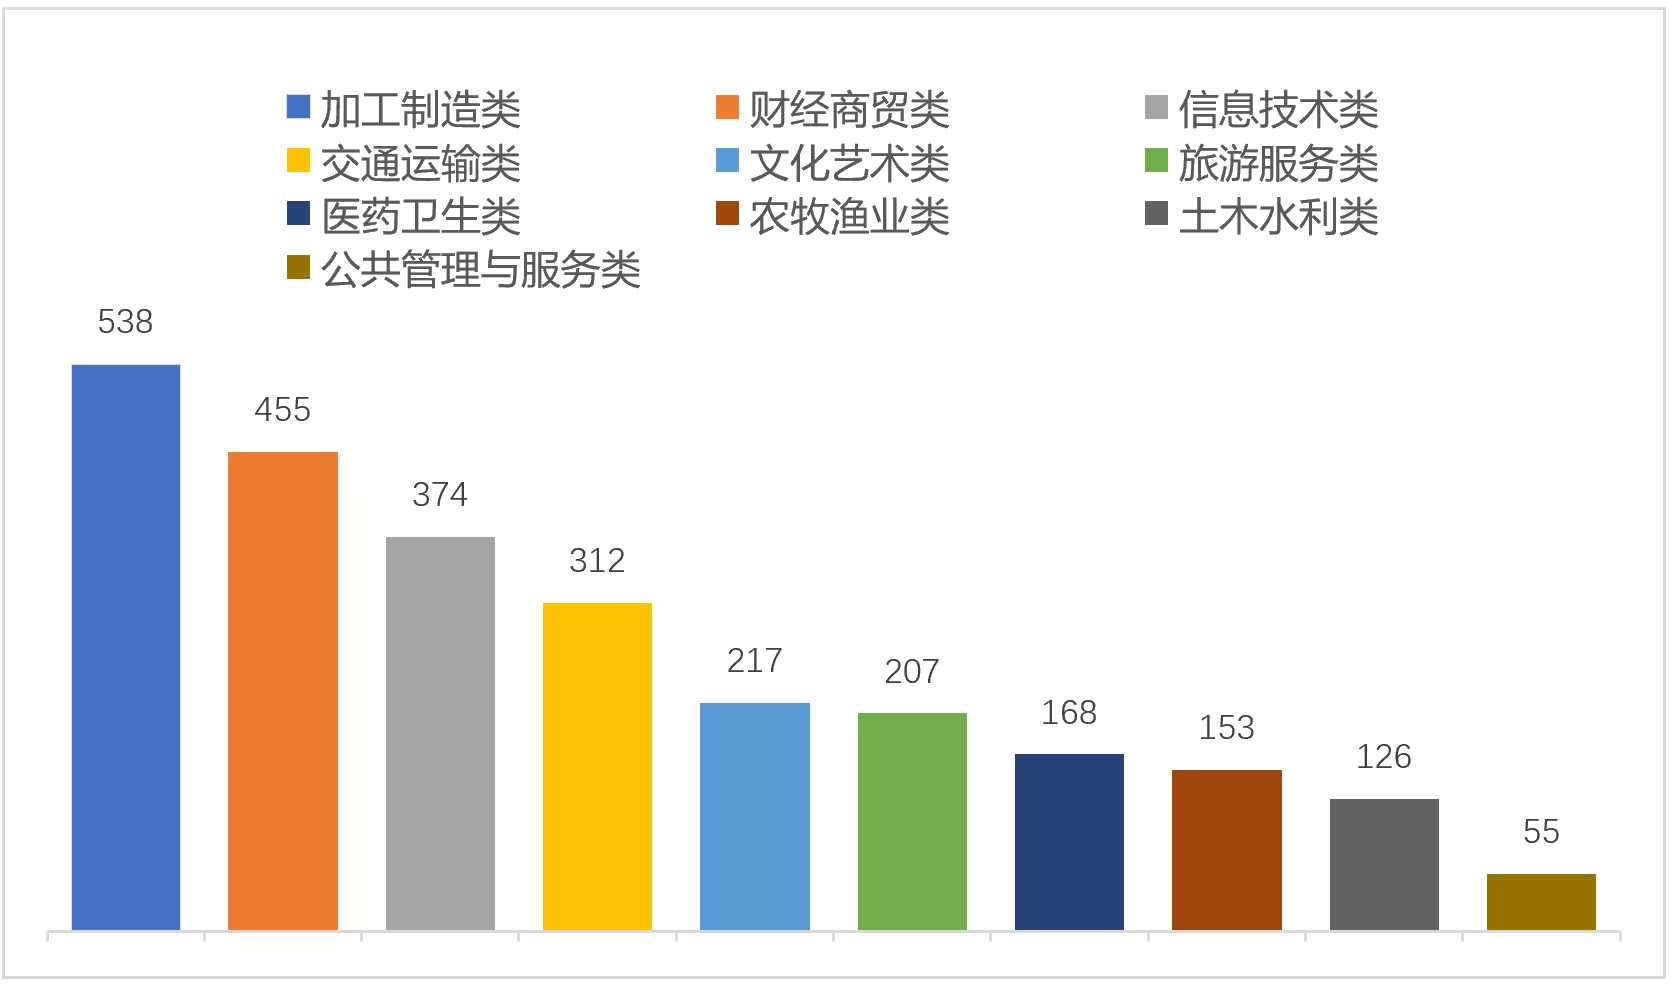 加工制造类 财经商贸类 信息技术类
交通运输类 文化艺术类 旅游服务类
医药卫生类 农牧渔业类 土木水利类
公共管理与服务类
538
455
374
312
217
207
168
153
126
55